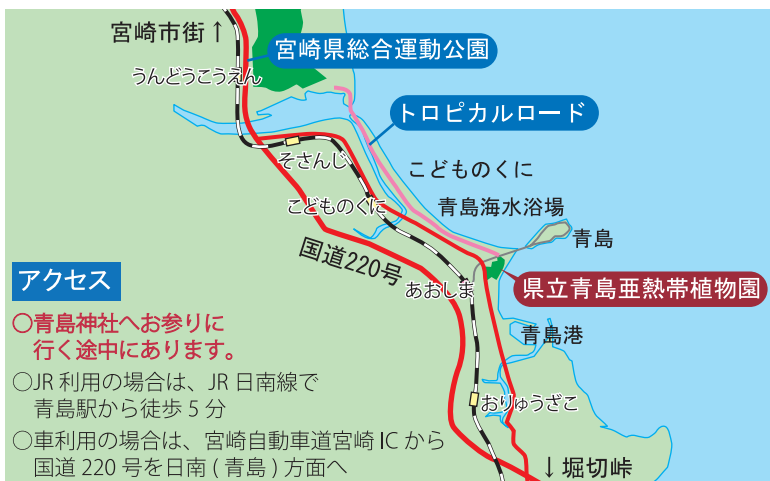 宮崎市街↑
宮崎県総合運動公園
うんどうこうえん
トロピカルロード
そさんじ
こどものくに
こどものくに
青島海水浴場
青島
国道220号
あおしま
県立青島亜熱帯植物園
アクセス
青島港
○青島神社へお参りに
行く途中にあります。
○JR 利用の場合は、JR 日南線で
青島駅から徒歩 5 分
おりゅうざこ
○車利用の場合は、宮崎自動車道宮崎 IC から
国道 220 号を日南 ( 青島 ) 方面へ
↓堀切峠